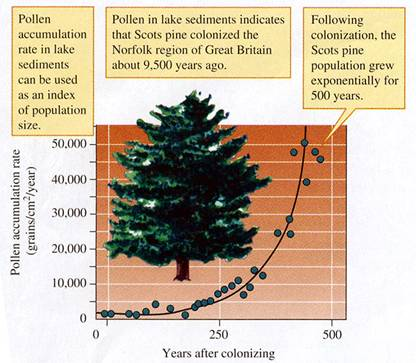 Pollen
accumulation
rate in lake
sediments
can be used
as an index
of population
size.
Pollen in lake sediments indicates
that Scots pine colonized the
Norfolk region of Great Britain
about 9,500 years ago.
Following
colonization, the
Scots pine
population grew
exponentially for
500 years.
Pollen accumulation rate
(grains/cm²/year)
50,000
40,000
30,000
20,000
10,000
0
0
250
500
Years after colonizing